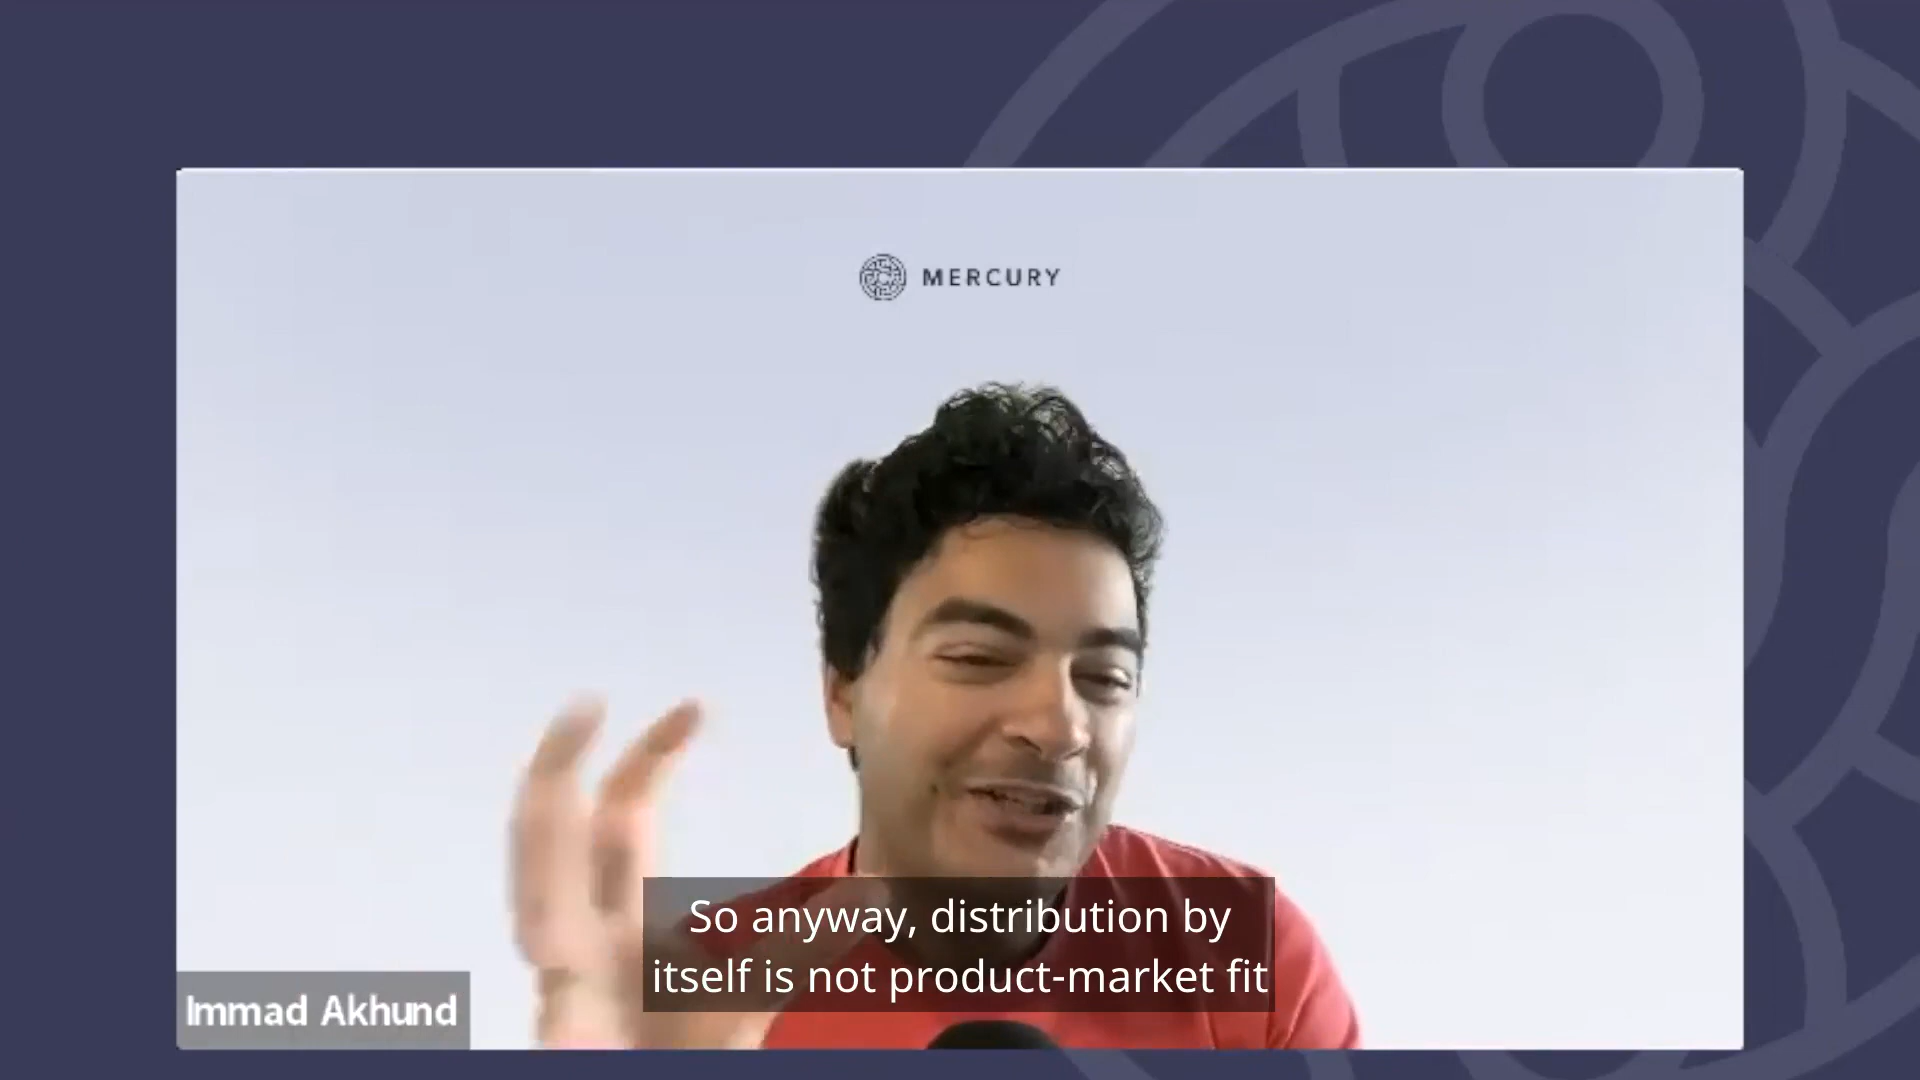 MERCURY
So anyway, distribution by
itself is not product-market fit
Immad Akhund